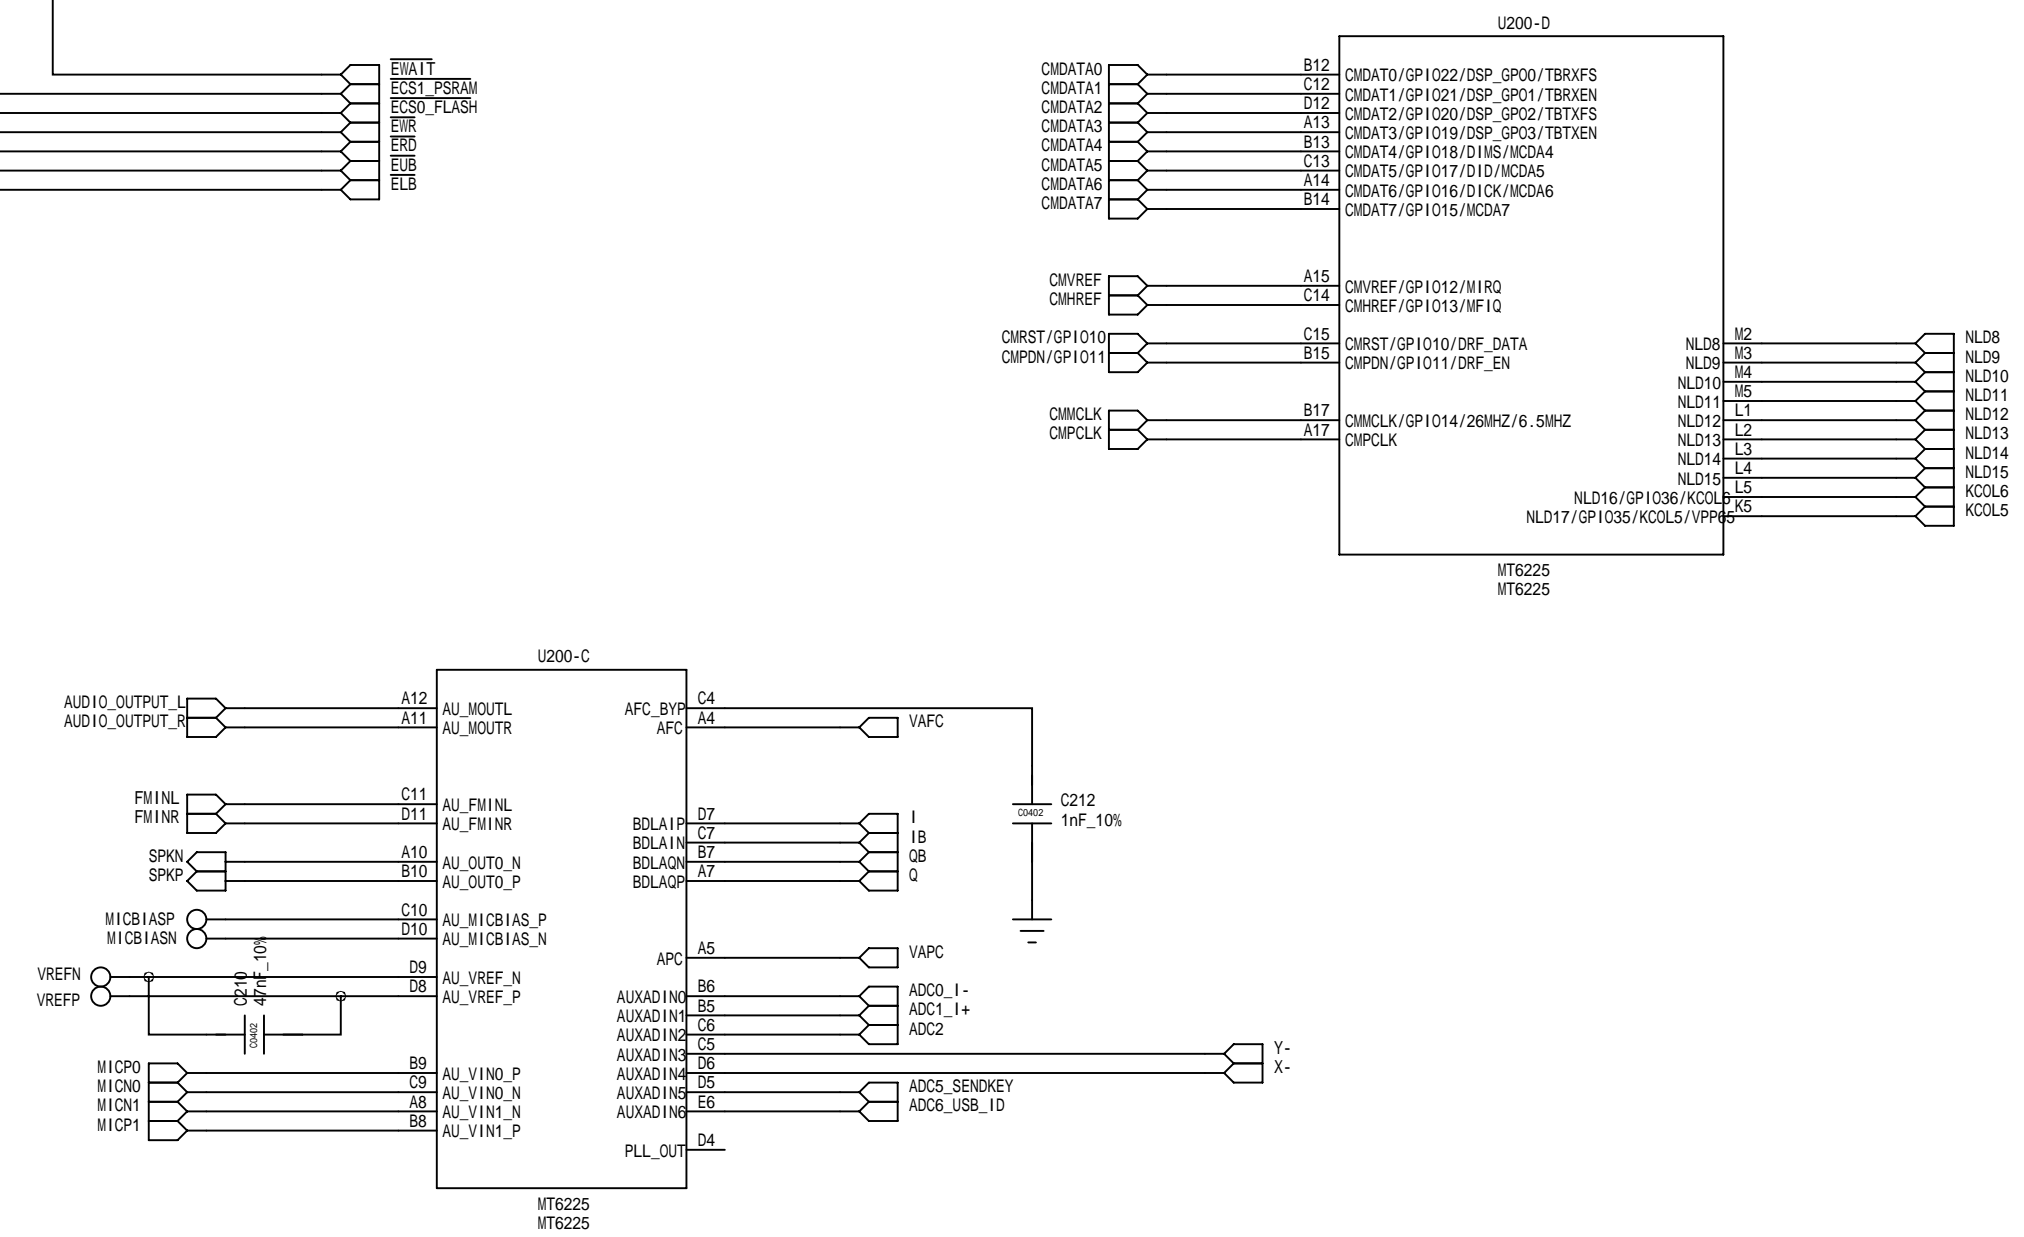 EWAIT
ECS1_PSRAM
ECS0_FLASH
EWR
ERD
EUB
ELB
U200-D
CMDATA0 B12 CMDAT0/GPIO22/DSP_GPO0/TBRXFS
CMDATA1 C12 CMDAT1/GPIO21/DSP_GPO1/TBRXEN
CMDATA2 D12 CMDAT2/GPIO20/DSP_GPO2/TBTXFS
CMDATA3 A13 CMDAT3/GPIO19/DSP_GPO3/TBTXEN
CMDATA4 B13 CMDAT4/GPIO18/DIMS/MCDA4
CMDATA5 C13 CMDAT5/GPIO17/DID/MCDA5
CMDATA6 A14 CMDAT6/GPIO16/DICK/MCDA6
CMDATA7 B14 CMDAT7/GPIO15/MCDA7
CMVREF A15 CMVREF/GPIO12/MIRQ
CMHREF C14 CMHREF/GPIO13/MFIQ
CMRST/GPIO10 C15 CMRST/GPIO10/DRF_DATA
CMPDN/GPIO11 B15 CMPDN/GPIO11/DRF_EN
CMMCLK B17 CMMCLK/GPIO14/26MHZ/6.5MHZ
CMPCLK A17 CMPCLK
NLD8 M2 NLD8
NLD9 M3 NLD9
NLD10 M4 NLD10
NLD11 M5 NLD11
NLD12 L1 NLD12
NLD13 L2 NLD13
NLD14 L3 NLD14
NLD15 L4 NLD15
NLD16/GPIO36/KCOL6 L5 KCOL6
NLD17/GPIO35/KCOL5/VPP65 K5 KCOL5
MT6225
MT6225
U200-C
AUDIO_OUTPUT_L A12 AU_MOUTL
AUDIO_OUTPUT_R A11 AU_MOUTR
FMINL C11 AU_FMINL
FMINR D11 AU_FMINR
SPKN A10 AU_OUT0_N
SPKP B10 AU_OUT0_P
MICBIASP C10 AU_MICBIAS_P
MICBIASN D10 AU_MICBIAS_N
VREFN D9 AU_VREF_N
VREFP D8 AU_VREF_P
C210
47nF_10%
C0402
MICP0 B9 AU_VIN0_P
MICN0 C9 AU_VIN0_N
MICN1 A8 AU_VIN1_N
MICP1 B8 AU_VIN1_P
AFC_BYP C4
AFC A4 VAFC
C212
C0402
1nF_10%
BDLAIP D7 I
BDLAIN C7 IB
BDLAQN B7 QB
BDLAQP A7 Q
APC A5 VAPC
AUXADIN0 B6 ADC0_I-
AUXADIN1 B5 ADC1_I+
AUXADIN2 C6 ADC2
AUXADIN3 C5 Y-
AUXADIN4 D6 X-
AUXADIN5 D5 ADC5_SENDKEY
AUXADIN6 E6 ADC6_USB_ID
PLL_OUT D4
MT6225
MT6225